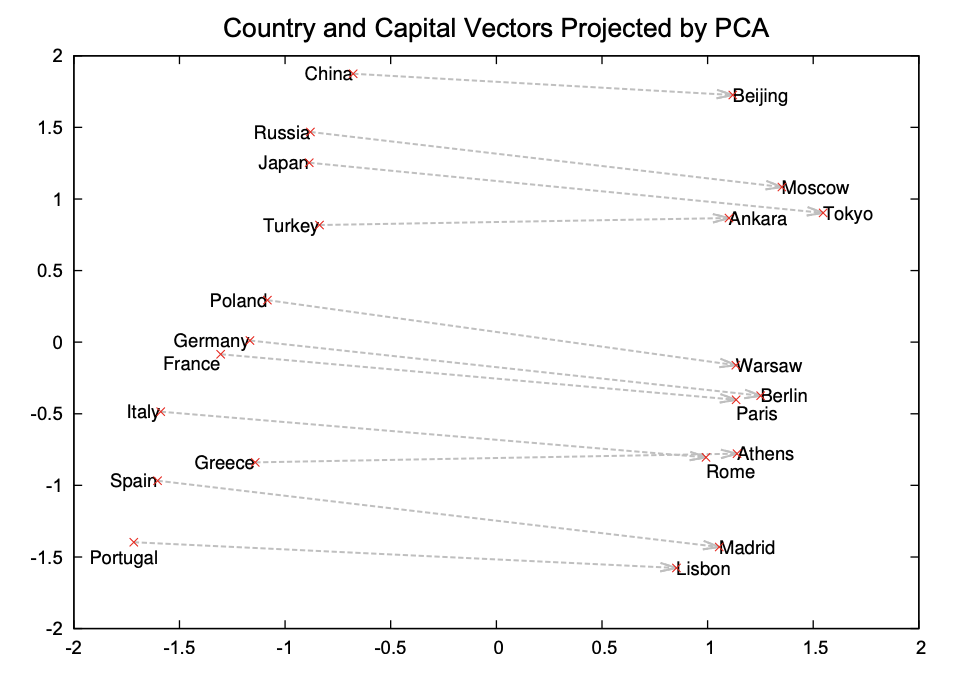 Country and Capital Vectors Projected by PCA
2
China
Beijing
1.5
Russia
Japan
Moscow
1
Tokyo
Ankara
Turkey
0.5
Poland
0
Germany
France
Warsaw
Berlin
-0.5
Italy
Paris
Athens
Greece
Rome
-1
Spain
Madrid
-1.5
Portugal
Lisbon
-2
-2 -1.5 -1 -0.5 0 0.5 1 1.5 2